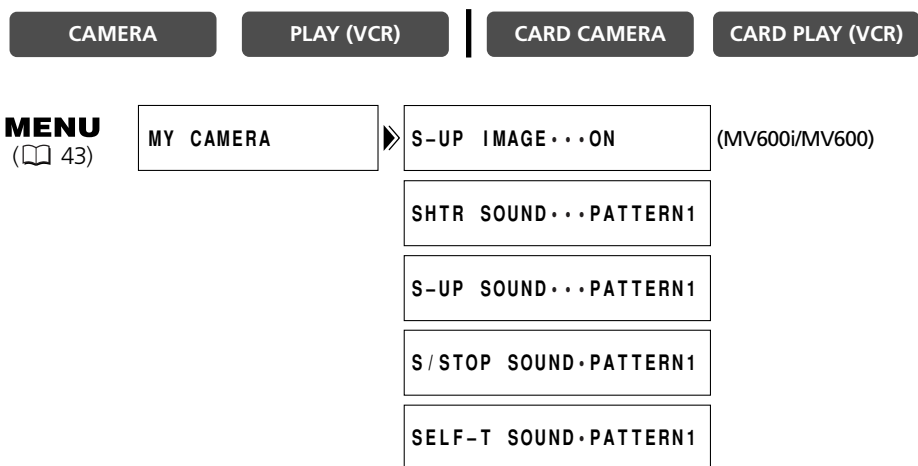 CAMERA PLAY (VCR) CARD CAMERA CARD PLAY (VCR)
MENU MY CAMERA S-UP IMAGE···ON (MV600i/MV600)
(43)
SHTR SOUND···PATTERN1
S-UP SOUND···PATTERN1
S/STOP SOUND·PATTERN1
SELF-T SOUND·PATTERN1